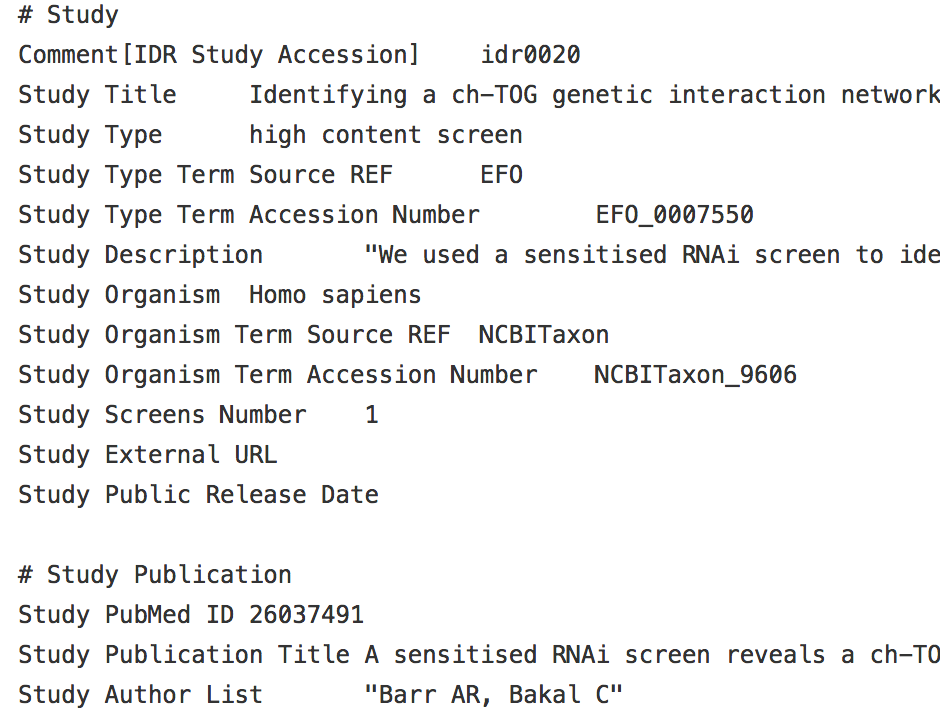 # Study
Comment[IDR Study Accession]	idr0020
Study Title	Identifying a ch-TOG genetic interaction network
Study Type	high content screen
Study Type Term Source REF	EFO
Study Type Term Accession Number	EFO_0007550
Study Description	"We used a sensitised RNAi screen to ide
Study Organism	Homo sapiens
Study Organism Term Source REF	NCBITaxon
Study Organism Term Accession Number	NCBITaxon_9606
Study Screens Number	1
Study External URL
Study Public Release Date
# Study Publication
Study PubMed ID	26037491
Study Publication Title	A sensitised RNAi screen reveals a ch-TO
Study Author List	"Barr AR, Bakal C"